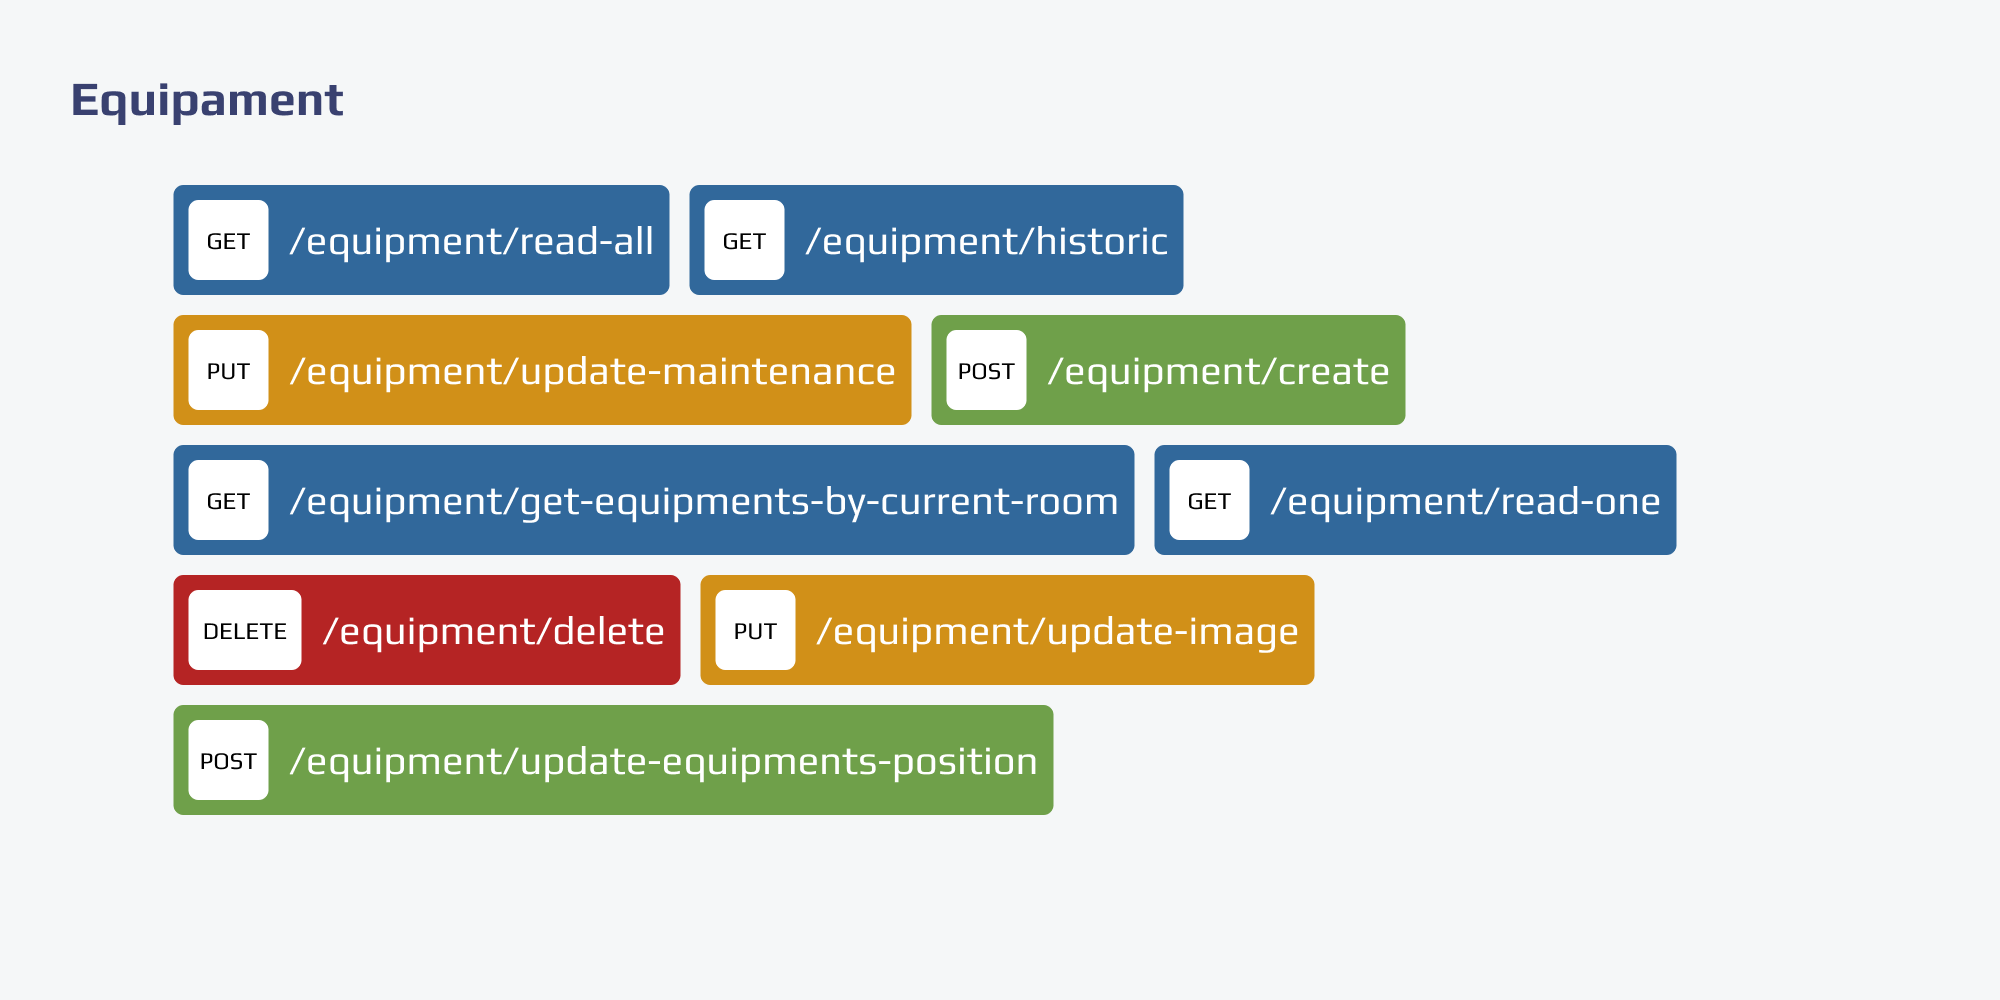 Equipament
GET /equipment/read-all GET /equipment/historic
PUT /equipment/update-maintenance POST /equipment/create
GET /equipment/get-equipments-by-current-room GET /equipment/read-one
DELETE /equipment/delete PUT /equipment/update-image
POST /equipment/update-equipments-position